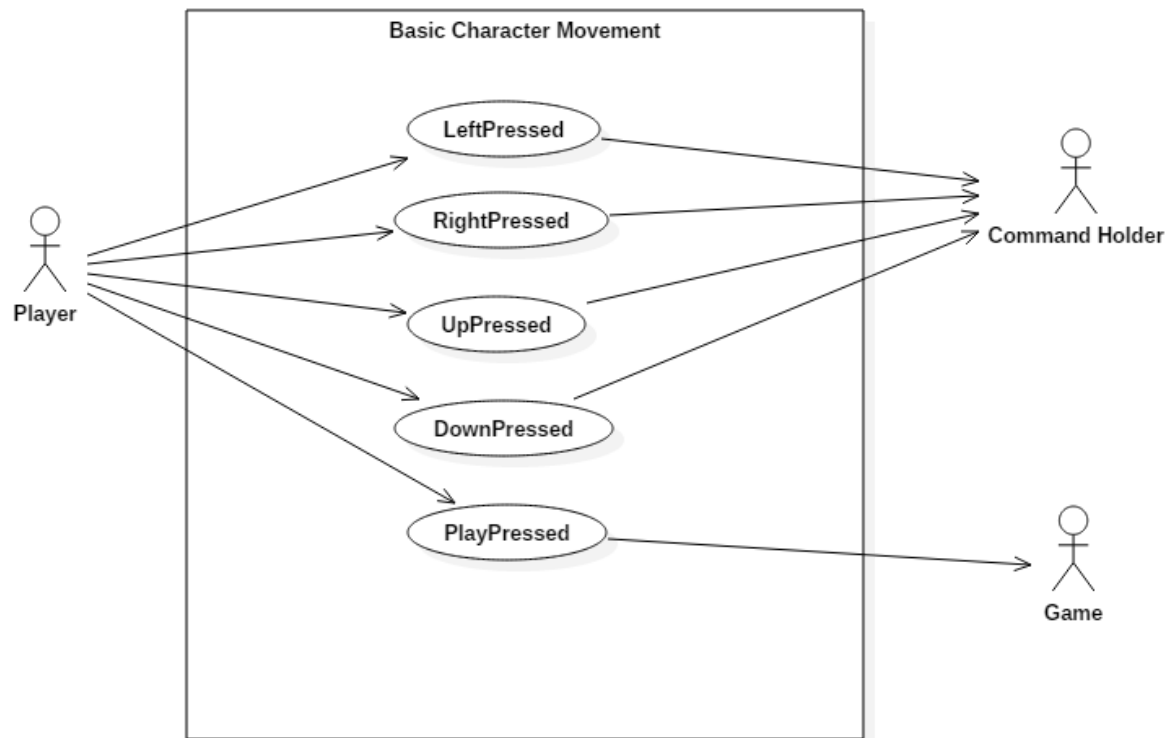 Basic Character Movement
LeftPressed
RightPressed
Command Holder
Player
UpPressed
DownPressed
PlayPressed
Game